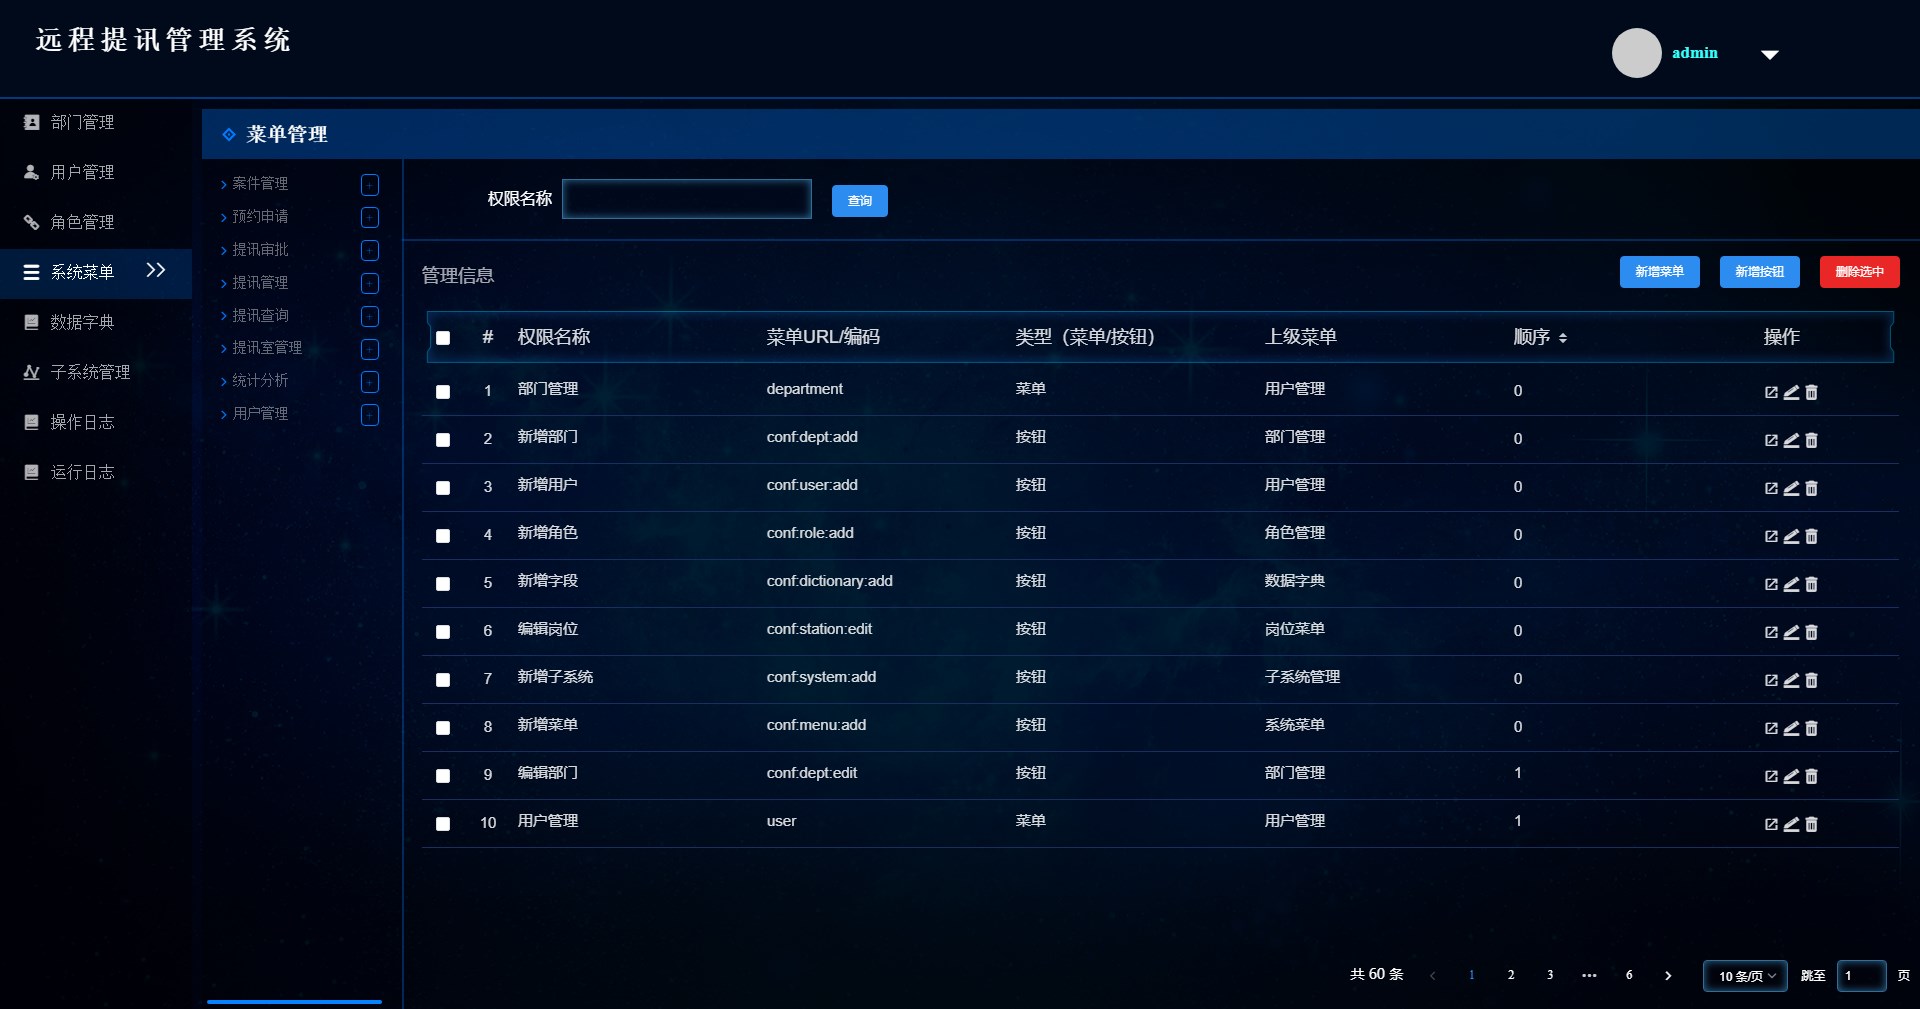 远程提讯管理系统
admin
部门管理
用户管理
角色管理
系统菜单
数据字典
子系统管理
操作日志
运行日志
菜单管理
案件管理
预约申请
提讯审批
提讯管理
提讯查询
提讯室管理
统计分析
用户管理
权限名称 查询
管理信息 新增菜单 新增按钮 删除选中
# 权限名称 菜单URL/编码 类型（菜单/按钮） 上级菜单 顺序 操作
1 部门管理 department 菜单 用户管理 0
2 新增部门 conf:dept:add 按钮 部门管理 0
3 新增用户 conf:user:add 按钮 用户管理 0
4 新增角色 conf:role:add 按钮 角色管理 0
5 新增字段 conf:dictionary:add 按钮 数据字典 0
6 编辑岗位 conf:station:edit 按钮 岗位菜单 0
7 新增子系统 conf:system:add 按钮 子系统管理 0
8 新增菜单 conf:menu:add 按钮 系统菜单 0
9 编辑部门 conf:dept:edit 按钮 部门管理 1
10 用户管理 user 菜单 用户管理 1
共 60 条 1 2 3 ••• 6 10 条/页 跳至 1 页